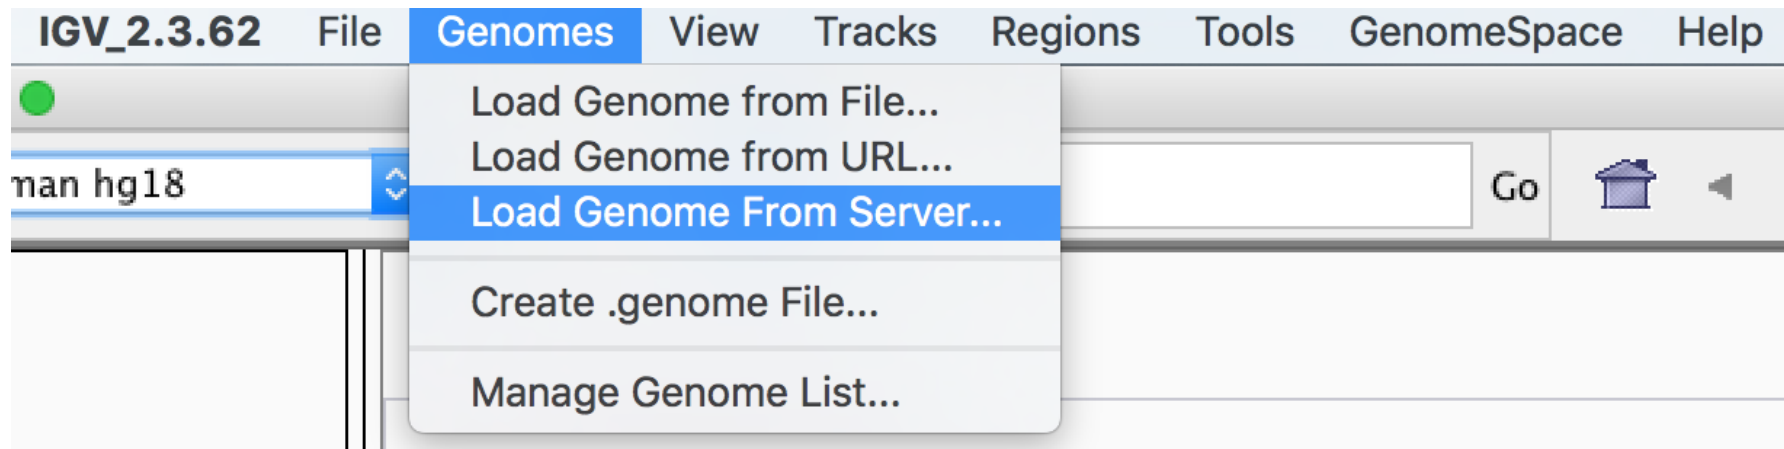 IGV_2.3.62 File Genomes View Tracks Regions Tools GenomeSpace Help
Load Genome from File...
Load Genome from URL...
man hg18
Go
Load Genome From Server...
Create .genome File...
Manage Genome List...